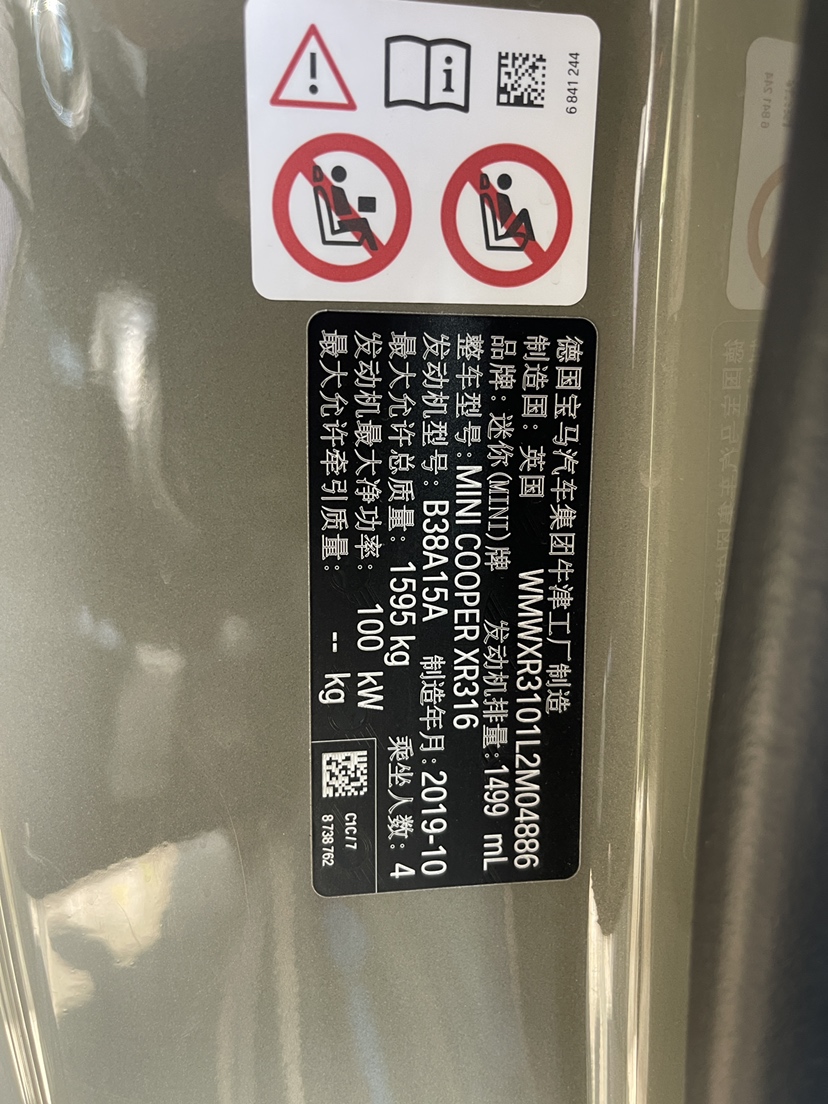 6 841 244
德国宝马汽车集团牛津工厂制造
制造国：英国 WMWXR3101L2M04886
品牌：迷你(MINI)牌 发动机排量：1499 mL
整车型号：MINI COOPER XR316
发动机型号：B38A15A 制造年月：2019-10
最大允许总质量：1595 kg 乘坐人数：4
发动机最大净功率：100 kW
最大允许牵引质量：-- kg
C1C/7
8 738 762